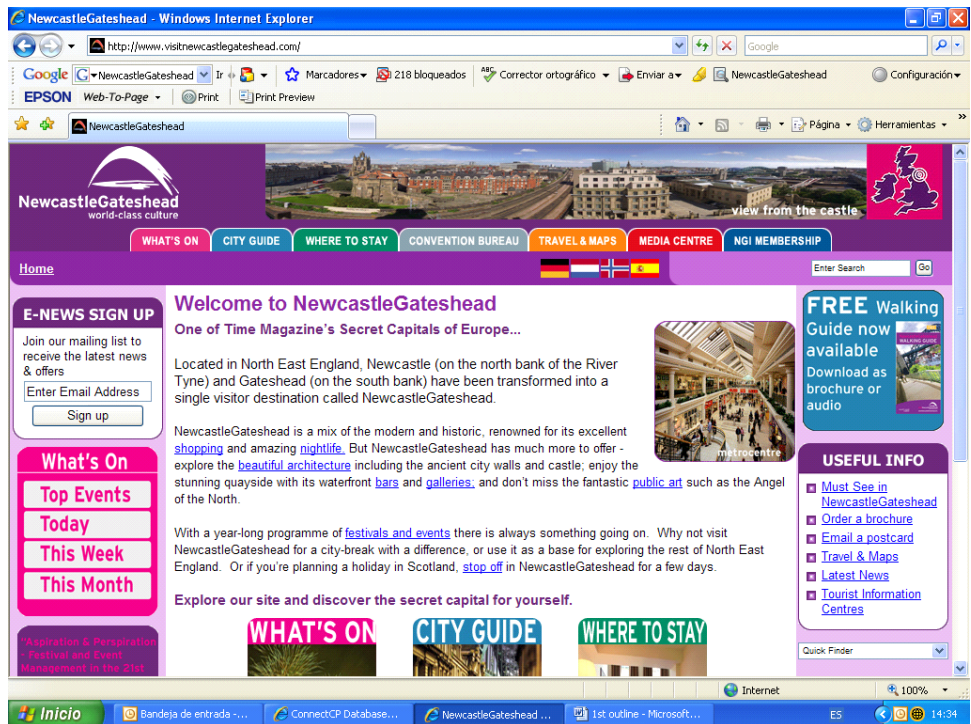 NewcastleGateshead - Windows Internet Explorer
http://www.visitnewcastlegateshead.com/
Google
Google G NewcastleGateshead Ir Marcadores 218 bloqueados ABC Corrector ortográfico Enviar a NewcastleGateshead Configuración
EPSON Web-To-Page Print Print Preview
NewcastleGateshead
Página Herramientas »
NewcastleGateshead
world-class culture
view from the castle
WHAT'S ON CITY GUIDE WHERE TO STAY CONVENTION BUREAU TRAVEL & MAPS MEDIA CENTRE NGI MEMBERSHIP
Home
Enter Search Go
E-NEWS SIGN UP
Join our mailing list to
receive the latest news
& offers
Enter Email Address
Sign up
What's On
Top Events
Today
This Week
This Month
"Aspiration & Perspiration
- Festival and Event
Management in the 21st
Welcome to NewcastleGateshead
One of Time Magazine's Secret Capitals of Europe...
Located in North East England, Newcastle (on the north bank of the River
Tyne) and Gateshead (on the south bank) have been transformed into a
single visitor destination called NewcastleGateshead.
metrocentre
NewcastleGateshead is a mix of the modern and historic, renowned for its excellent
shopping and amazing nightlife. But NewcastleGateshead has much more to offer -
explore the beautiful architecture including the ancient city walls and castle; enjoy the
stunning quayside with its waterfront bars and galleries; and don't miss the fantastic public art such as the Angel
of the North.
With a year-long programme of festivals and events there is always something going on. Why not visit
NewcastleGateshead for a city-break with a difference, or use it as a base for exploring the rest of North East
England. Or if you're planning a holiday in Scotland, stop off in NewcastleGateshead for a few days.
Explore our site and discover the secret capital for yourself.
WHAT'S ON
CITY GUIDE
WHERE TO STAY
FREE Walking
Guide now
available
Download as
brochure or
audio
WALKING GUIDE
USEFUL INFO
Must See in
NewcastleGateshead
Order a brochure
Email a postcard
Travel & Maps
Latest News
Tourist Information
Centres
Quick Finder
Internet 100%
Inicio Bandeja de entrada -... ConnectCP Database... NewcastleGateshead ... 1st outline - Microsoft... ES 14:34